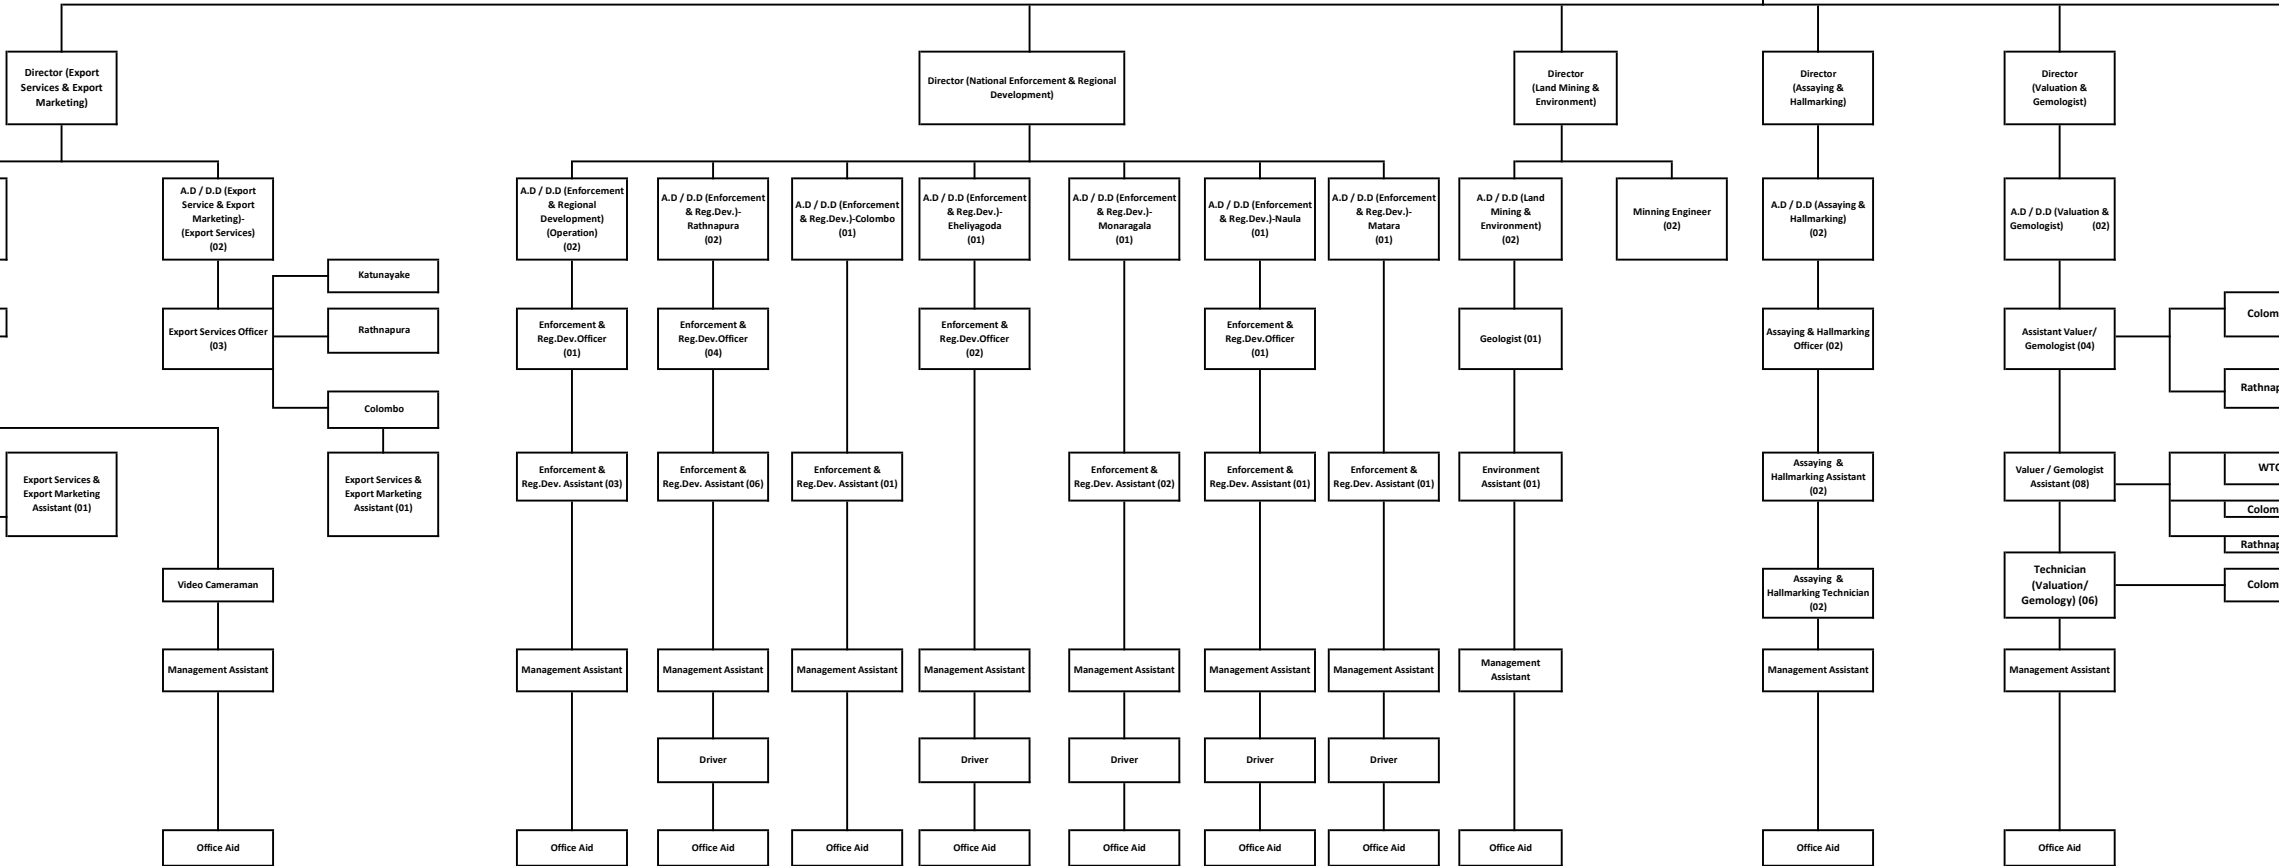 Director (Export
Services & Export
Marketing)
Director (National Enforcement & Regional
Development)
Director
(Land Mining &
Environment)
Director
(Assaying &
Hallmarking)
Director
(Valuation &
Gemologist)
A.D / D.D (Export
Service & Export
Marketing)-
(Export Services)
(02)
A.D / D.D (Enforcement
& Regional
Development)
(Operation)
(02)
A.D / D.D (Enforcement
& Reg.Dev.)-
Rathnapura
(02)
A.D / D.D (Enforcement
& Reg.Dev.)-Colombo
(01)
A.D / D.D (Enforcement
& Reg.Dev.)-
Eheliyagoda
(01)
A.D / D.D (Enforcement
& Reg.Dev.)-
Monaragala
(01)
A.D / D.D (Enforcement
& Reg.Dev.)-Naula
(01)
A.D / D.D (Enforcement
& Reg.Dev.)-
Matara
(01)
A.D / D.D (Land
Mining &
Environment)
(02)
Minning Engineer
(02)
A.D / D.D (Assaying &
Hallmarking)
(02)
A.D / D.D (Valuation &
Gemologist) (02)
Katunayake
Export Services Officer
(03)
Rathnapura
Enforcement &
Reg.Dev.Officer
(01)
Enforcement &
Reg.Dev.Officer
(04)
Enforcement &
Reg.Dev.Officer
(02)
Enforcement &
Reg.Dev.Officer
(01)
Geologist (01)
Assaying & Hallmarking
Officer (02)
Assistant Valuer/
Gemologist (04)
Colom
Rathnap
Colombo
Export Services &
Export Marketing
Assistant (01)
Export Services &
Export Marketing
Assistant (01)
Enforcement &
Reg.Dev. Assistant (03)
Enforcement &
Reg.Dev. Assistant (06)
Enforcement &
Reg.Dev. Assistant (01)
Enforcement &
Reg.Dev. Assistant (02)
Enforcement &
Reg.Dev. Assistant (01)
Enforcement &
Reg.Dev. Assistant (01)
Environment
Assistant (01)
Assaying &
Hallmarking Assistant
(02)
Valuer / Gemologist
Assistant (08)
WTC
Colom
Rathnap
Video Cameraman
Assaying &
Hallmarking Technician
(02)
Technician
(Valuation/
Gemology) (06)
Colom
Management Assistant
Management Assistant
Management Assistant
Management Assistant
Management Assistant
Management Assistant
Management Assistant
Management Assistant
Management
Assistant
Management Assistant
Management Assistant
Driver
Driver
Driver
Driver
Driver
Office Aid
Office Aid
Office Aid
Office Aid
Office Aid
Office Aid
Office Aid
Office Aid
Office Aid
Office Aid
Office Aid